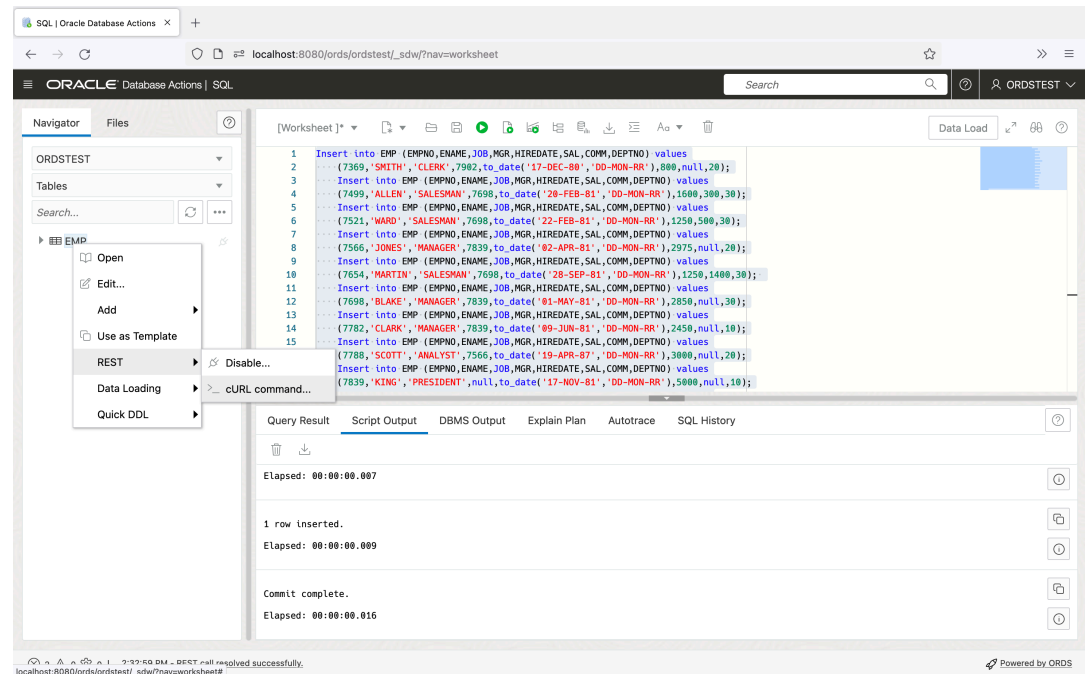 SQL | Oracle Database Actions × +
localhost:8080/ords/ordstest/_sdw/?nav=worksheet
ORACLE Database Actions | SQL
Search
ORDSTEST
Navigator
Files
[Worksheet ]*
Aa
Data Load
ORDSTEST
Tables
Search...
EMP
Open
Edit...
Add
Use as Template
REST
Data Loading
Quick DDL
Disable...
cURL command...
1 Insert into EMP (EMPNO,ENAME,JOB,MGR,HIREDATE,SAL,COMM,DEPTNO) values
2 (7369,'SMITH','CLERK',7902,to_date('17-DEC-80','DD-MON-RR'),800,null,20);
3 Insert into EMP (EMPNO,ENAME,JOB,MGR,HIREDATE,SAL,COMM,DEPTNO) values
4 (7499,'ALLEN','SALESMAN',7698,to_date('20-FEB-81','DD-MON-RR'),1600,300,30);
5 Insert into EMP (EMPNO,ENAME,JOB,MGR,HIREDATE,SAL,COMM,DEPTNO) values
6 (7521,'WARD','SALESMAN',7698,to_date('22-FEB-81','DD-MON-RR'),1250,500,30);
7 Insert into EMP (EMPNO,ENAME,JOB,MGR,HIREDATE,SAL,COMM,DEPTNO) values
8 (7566,'JONES','MANAGER',7839,to_date('02-APR-81','DD-MON-RR'),2975,null,20);
9 Insert into EMP (EMPNO,ENAME,JOB,MGR,HIREDATE,SAL,COMM,DEPTNO) values
10 (7654,'MARTIN','SALESMAN',7698,to_date('28-SEP-81','DD-MON-RR'),1250,1400,30);
11 Insert into EMP (EMPNO,ENAME,JOB,MGR,HIREDATE,SAL,COMM,DEPTNO) values
12 (7698,'BLAKE','MANAGER',7839,to_date('01-MAY-81','DD-MON-RR'),2850,null,30);
13 Insert into EMP (EMPNO,ENAME,JOB,MGR,HIREDATE,SAL,COMM,DEPTNO) values
14 (7782,'CLARK','MANAGER',7839,to_date('09-JUN-81','DD-MON-RR'),2450,null,10);
15 Insert into EMP (EMPNO,ENAME,JOB,MGR,HIREDATE,SAL,COMM,DEPTNO) values
(7788,'SCOTT','ANALYST',7566,to_date('19-APR-87','DD-MON-RR'),3000,null,20);
Insert into EMP (EMPNO,ENAME,JOB,MGR,HIREDATE,SAL,COMM,DEPTNO) values
(7839,'KING','PRESIDENT',null,to_date('17-NOV-81','DD-MON-RR'),5000,null,10);
Query Result
Script Output
DBMS Output
Explain Plan
Autotrace
SQL History
Elapsed: 00:00:00.007
1 row inserted.
Elapsed: 00:00:00.009
Commit complete.
Elapsed: 00:00:00.016
2:32:59 PM - REST call resolved successfully.
Powered by ORDS
localhost:8080/ords/ordstest/_sdw/?nav=worksheet#